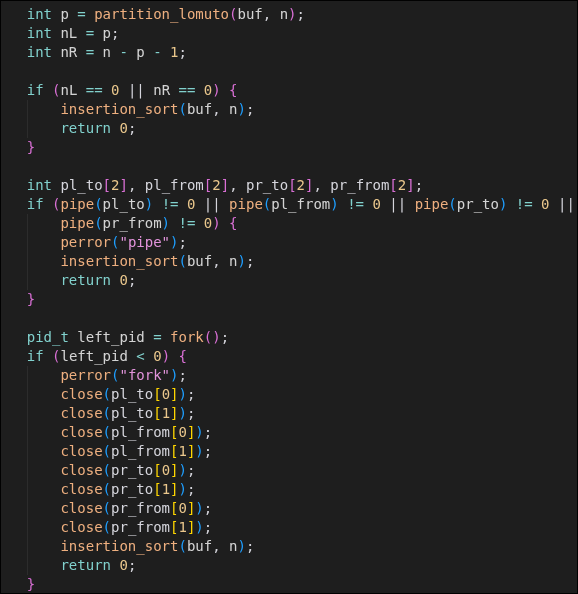 int p = partition_lomuto(buf, n);
int nL = p;
int nR = n - p - 1;

if (nL == 0 || nR == 0) {
    insertion_sort(buf, n);
    return 0;
}

int pl_to[2], pl_from[2], pr_to[2], pr_from[2];
if (pipe(pl_to) != 0 || pipe(pl_from) != 0 || pipe(pr_to) != 0 ||
    pipe(pr_from) != 0) {
    perror("pipe");
    insertion_sort(buf, n);
    return 0;
}

pid_t left_pid = fork();
if (left_pid < 0) {
    perror("fork");
    close(pl_to[0]);
    close(pl_to[1]);
    close(pl_from[0]);
    close(pl_from[1]);
    close(pr_to[0]);
    close(pr_to[1]);
    close(pr_from[0]);
    close(pr_from[1]);
    insertion_sort(buf, n);
    return 0;
}